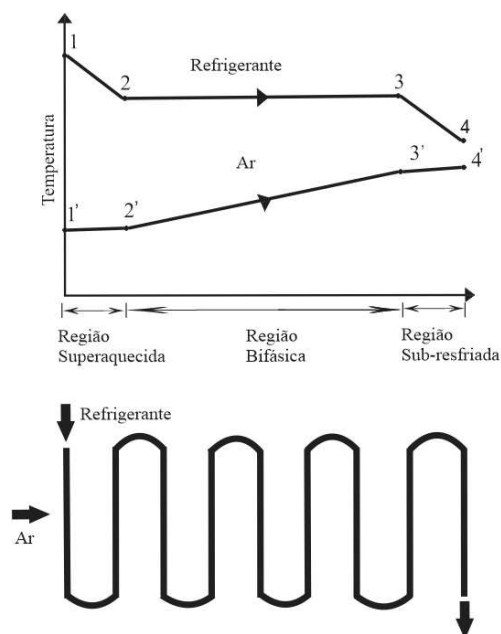 1
2
Refrigerante
3
4
Temperatura
Ar
3'
4'
1'
2'
Região
Superaquecida
Região
Bifásica
Região
Sub-resfriada
Refrigerante
Ar